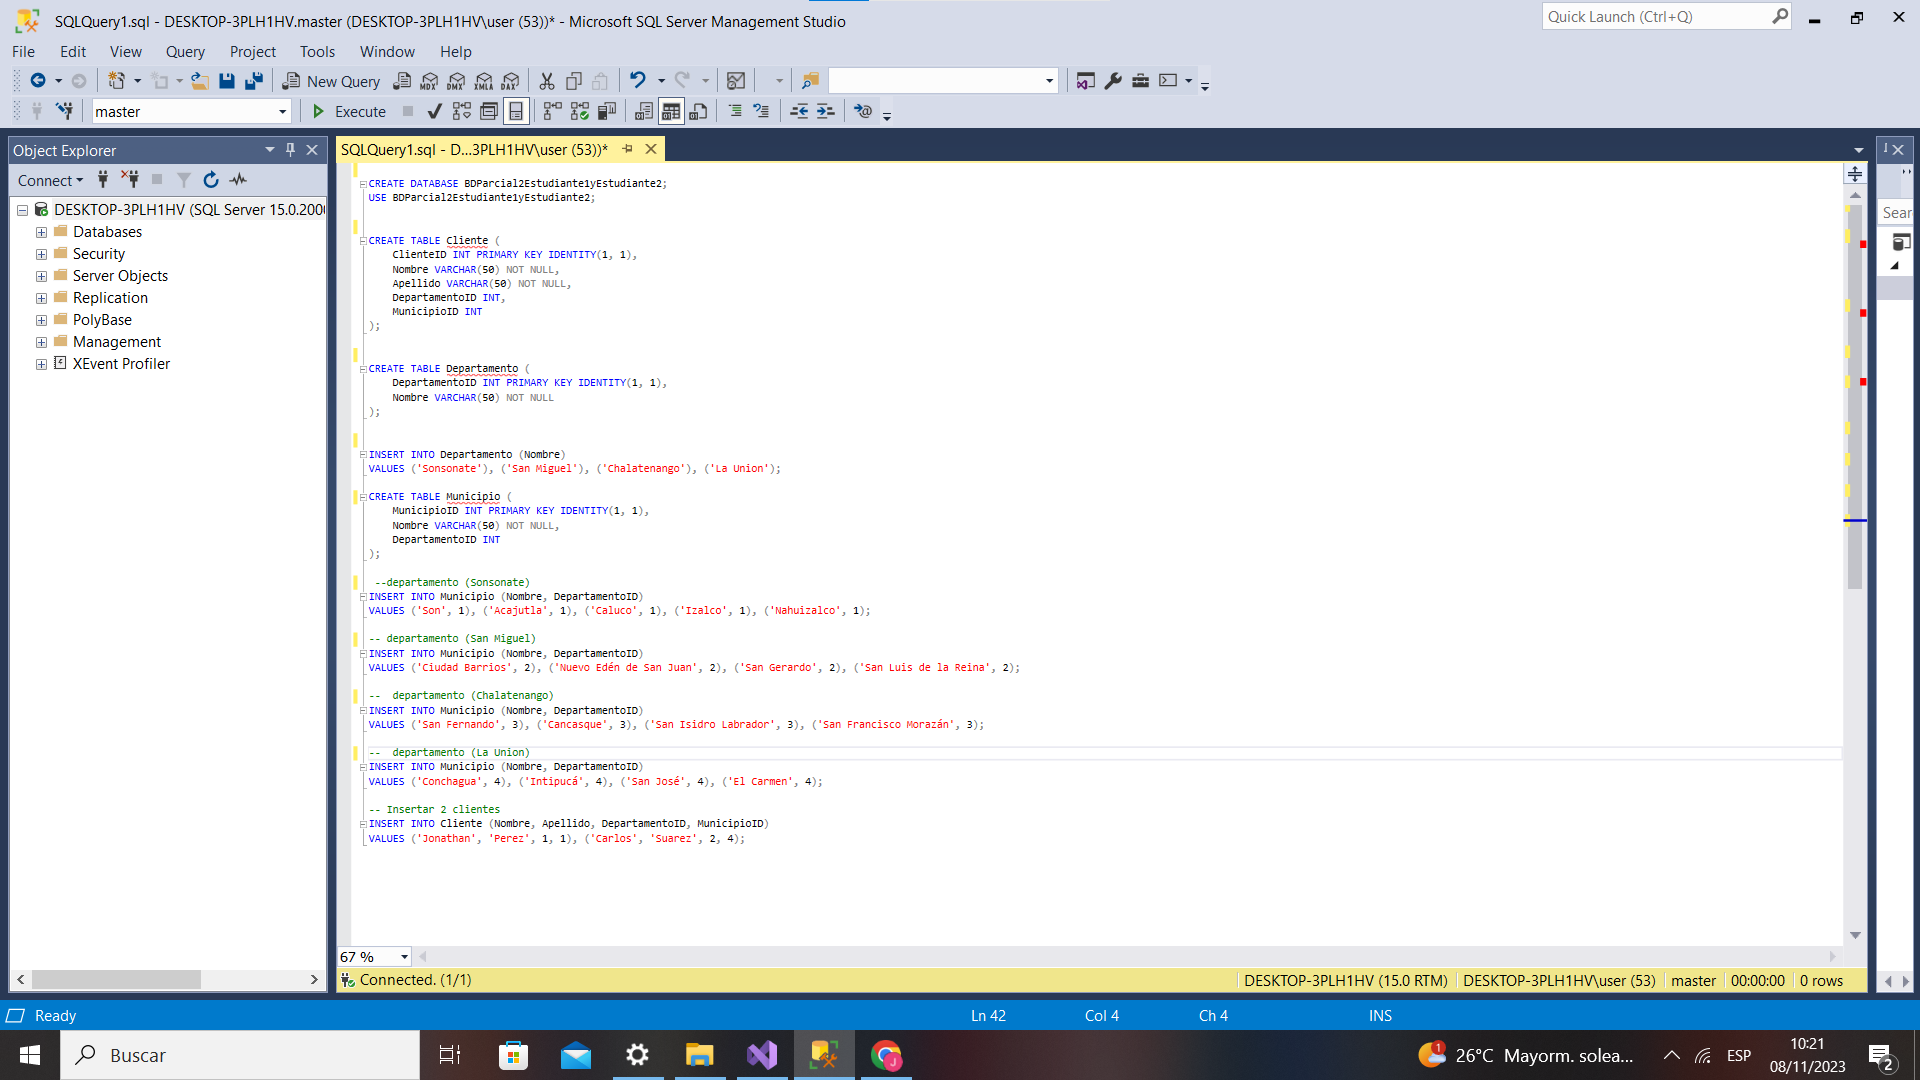 SQLQuery1.sql - DESKTOP-3PLH1HV.master (DESKTOP-3PLH1HV\user (53))* - Microsoft SQL Server Management Studio
Quick Launch (Ctrl+Q)
File Edit View Query Project Tools Window Help
New Query MDX DMX XMLA DAX
master Execute
Object Explorer
SQLQuery1.sql - D...3PLH1HV\user (53))*
Connect
DESKTOP-3PLH1HV (SQL Server 15.0.200
Databases
Security
Server Objects
Replication
PolyBase
Management
XEvent Profiler
Sear
CREATE DATABASE BDParcial2Estudiante1yEstudiante2;
USE BDParcial2Estudiante1yEstudiante2;
CREATE TABLE Cliente (
ClienteID INT PRIMARY KEY IDENTITY(1, 1),
Nombre VARCHAR(50) NOT NULL,
Apellido VARCHAR(50) NOT NULL,
DepartamentoID INT,
MunicipioID INT
);
CREATE TABLE Departamento (
DepartamentoID INT PRIMARY KEY IDENTITY(1, 1),
Nombre VARCHAR(50) NOT NULL
);
INSERT INTO Departamento (Nombre)
VALUES ('Sonsonate'), ('San Miguel'), ('Chalatenango'), ('La Union');
CREATE TABLE Municipio (
MunicipioID INT PRIMARY KEY IDENTITY(1, 1),
Nombre VARCHAR(50) NOT NULL,
DepartamentoID INT
);
--departamento (Sonsonate)
INSERT INTO Municipio (Nombre, DepartamentoID)
VALUES ('Son', 1), ('Acajutla', 1), ('Caluco', 1), ('Izalco', 1), ('Nahuizalco', 1);
-- departamento (San Miguel)
INSERT INTO Municipio (Nombre, DepartamentoID)
VALUES ('Ciudad Barrios', 2), ('Nuevo Edén de San Juan', 2), ('San Gerardo', 2), ('San Luis de la Reina', 2);
-- departamento (Chalatenango)
INSERT INTO Municipio (Nombre, DepartamentoID)
VALUES ('San Fernando', 3), ('Cancasque', 3), ('San Isidro Labrador', 3), ('San Francisco Morazán', 3);
-- departamento (La Union)
INSERT INTO Municipio (Nombre, DepartamentoID)
VALUES ('Conchagua', 4), ('Intipucá', 4), ('San José', 4), ('El Carmen', 4);
-- Insertar 2 clientes
INSERT INTO Cliente (Nombre, Apellido, DepartamentoID, MunicipioID)
VALUES ('Jonathan', 'Perez', 1, 1), ('Carlos', 'Suarez', 2, 4);
67 %
Connected. (1/1) DESKTOP-3PLH1HV (15.0 RTM) DESKTOP-3PLH1HV\user (53) master 00:00:00 0 rows
Ready Ln 42 Col 4 Ch 4 INS
Buscar
1 26°C Mayorm. solea... ESP 10:21
08/11/2023 2